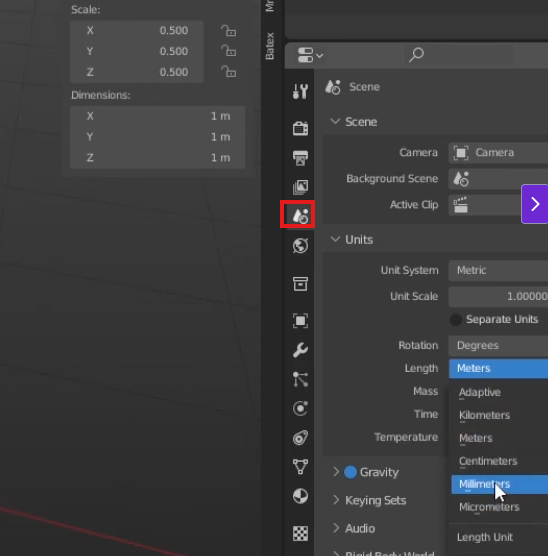 Scale:
X 0.500
Y 0.500
Z 0.500
Dimensions:
X 1 m
Y 1 m
Z 1 m
Batex
Scene
Scene
Camera Camera
Background Scene
Active Clip
Units
Unit System Metric
Unit Scale 1.00000
Separate Units
Rotation Degrees
Length Meters
Mass Adaptive
Time Kilometers
Temperature Meters
Centimeters
Gravity Millimeters
Keying Sets Micrometers
Audio
Length Unit
Rigid Body World